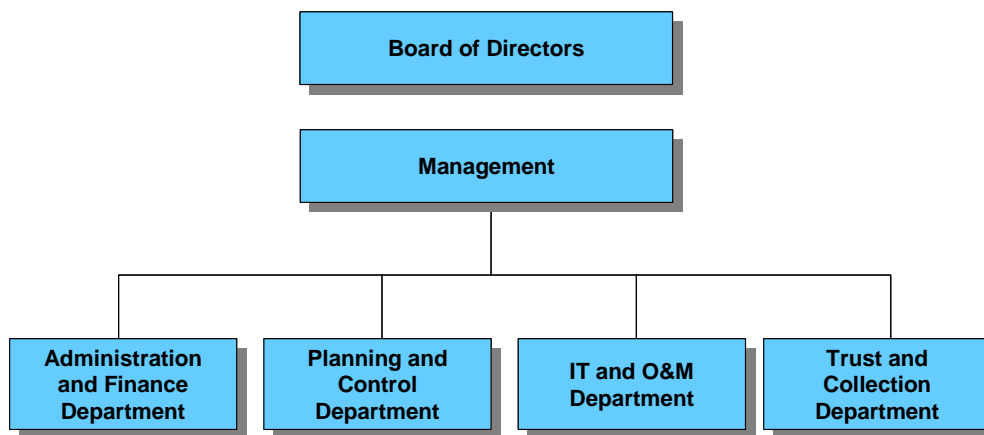 Board of Directors
Management
Administration
and Finance
Department
Planning and
Control
Department
IT and O&M
Department
Trust and
Collection
Department